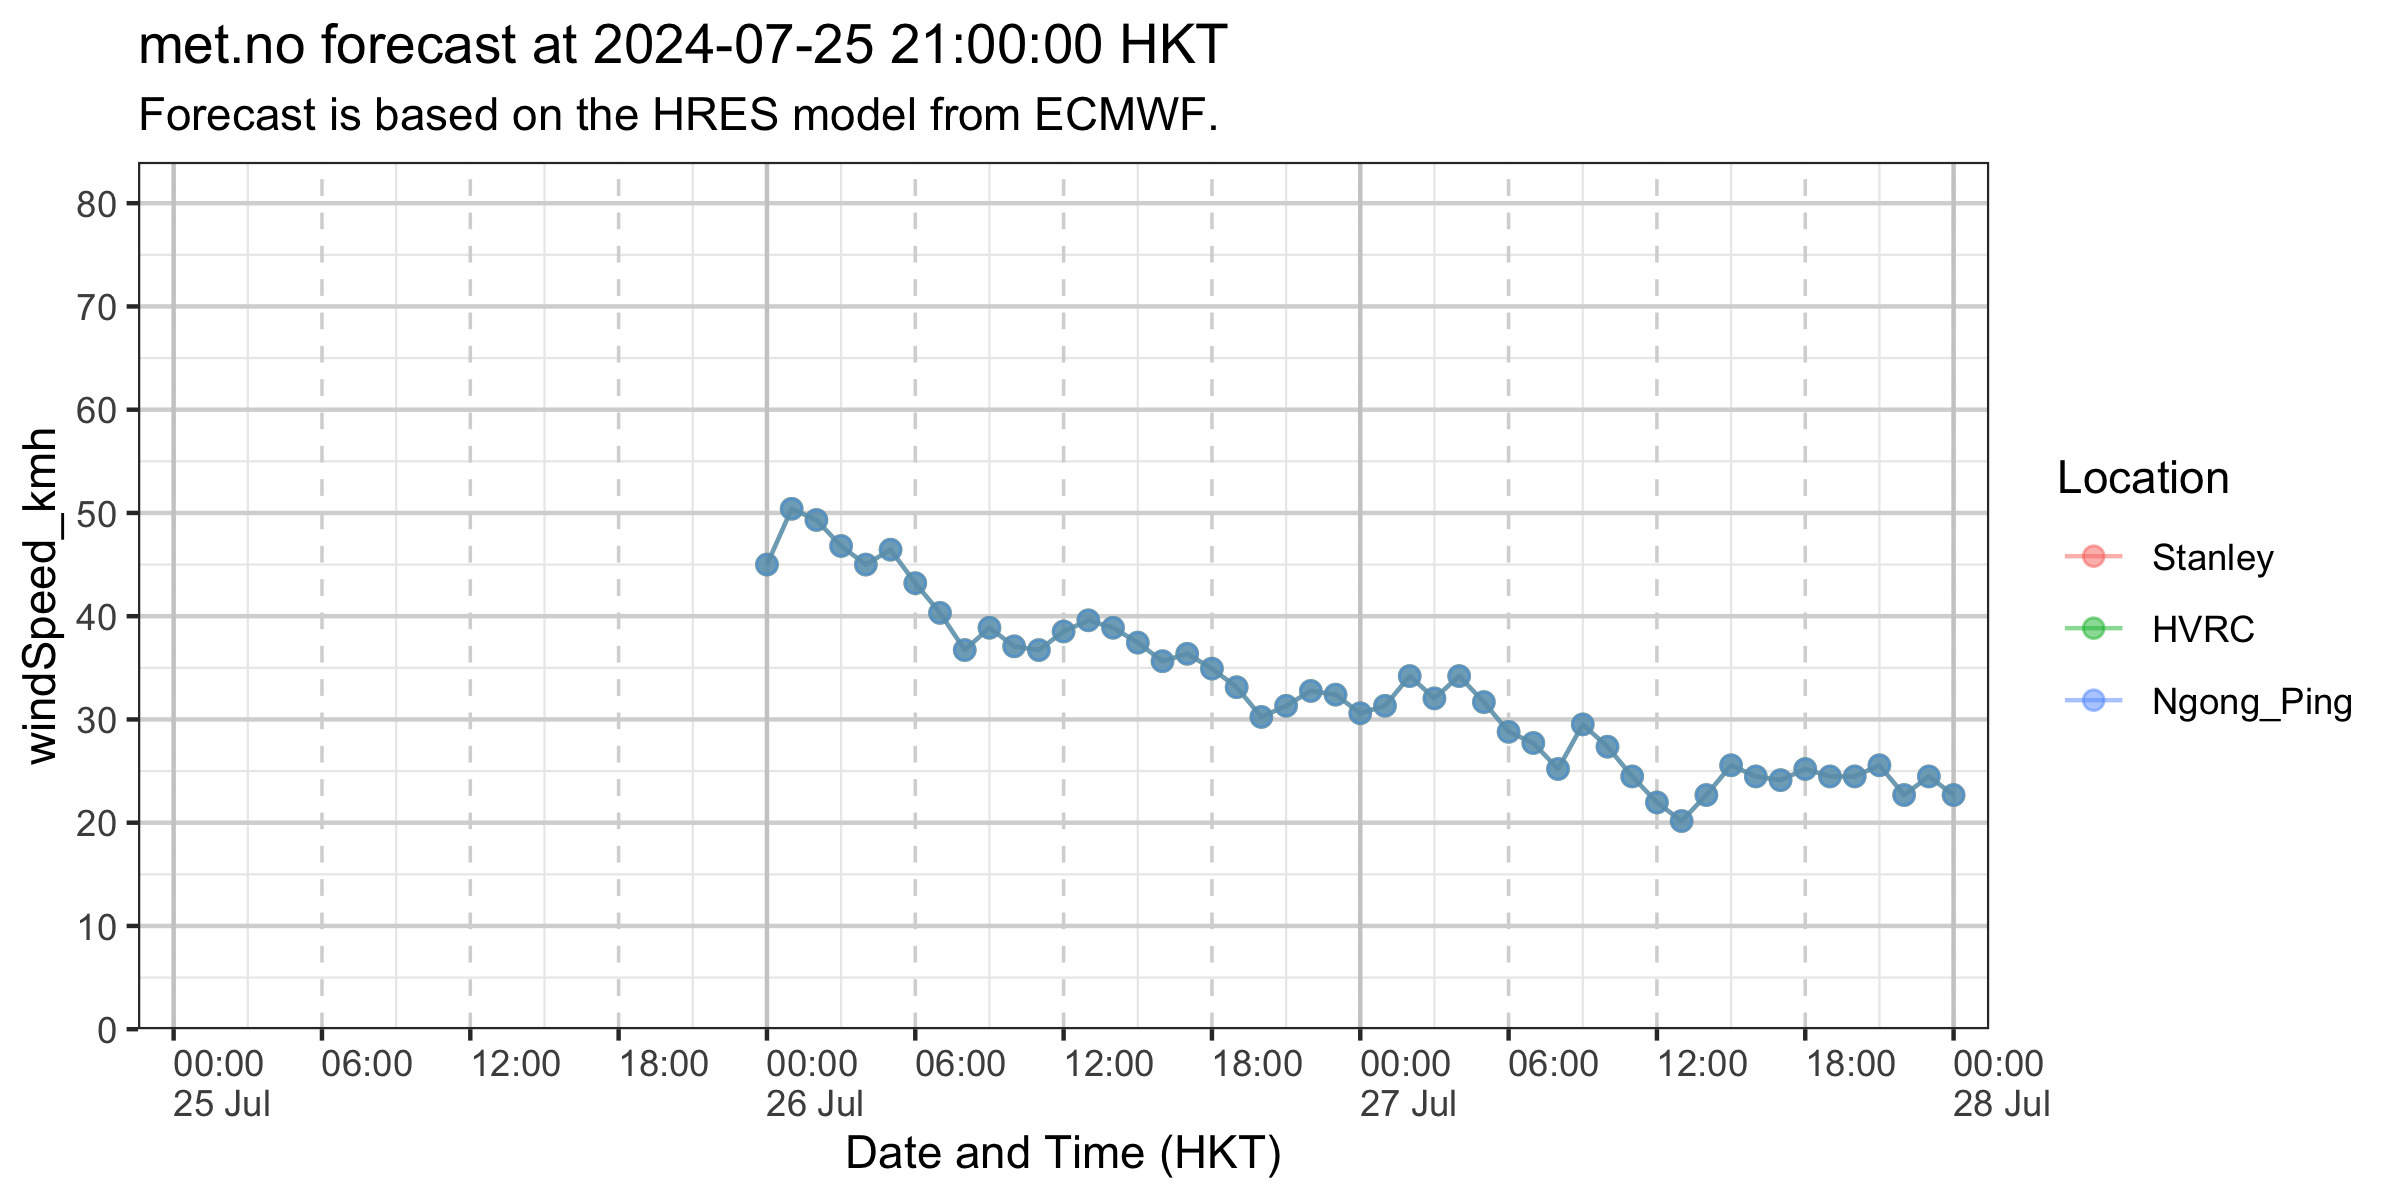 met.no forecast at 2024-07-25 21:00:00 HKT
Forecast is based on the HRES model from ECMWF.
windSpeed_kmh
80
70
60
50
40
30
20
10
0
00:00 06:00 12:00 18:00 00:00 06:00 12:00 18:00 00:00 06:00 12:00 18:00 00:00
25 Jul 26 Jul 27 Jul 28 Jul
Date and Time (HKT)
Location
Stanley
HVRC
Ngong_Ping